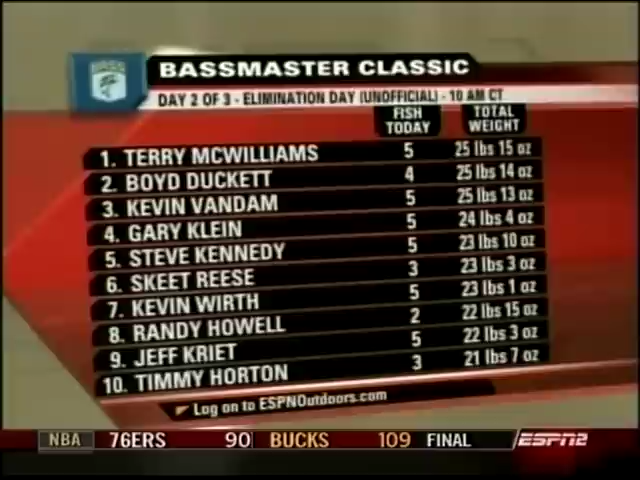 BASS
BASSMASTER CLASSIC
DAY 2 OF 3 - ELIMINATION DAY (UNOFFICIAL) - 10 AM CT
FISH TODAY TOTAL WEIGHT
1. TERRY MCWILLIAMS 5 25 lbs 15 oz
2. BOYD DUCKETT 4 25 lbs 14 oz
3. KEVIN VANDAM 5 25 lbs 13 oz
4. GARY KLEIN 5 24 lbs 4 oz
5. STEVE KENNEDY 5 23 lbs 10 oz
6. SKEET REESE 3 23 lbs 3 oz
7. KEVIN WIRTH 5 23 lbs 1 oz
8. RANDY HOWELL 2 22 lbs 15 oz
9. JEFF KRIET 5 22 lbs 3 oz
10. TIMMY HORTON 3 21 lbs 7 oz
Log on to ESPNOutdoors.com
NBA 76ERS 90 BUCKS 109 FINAL ESPN2